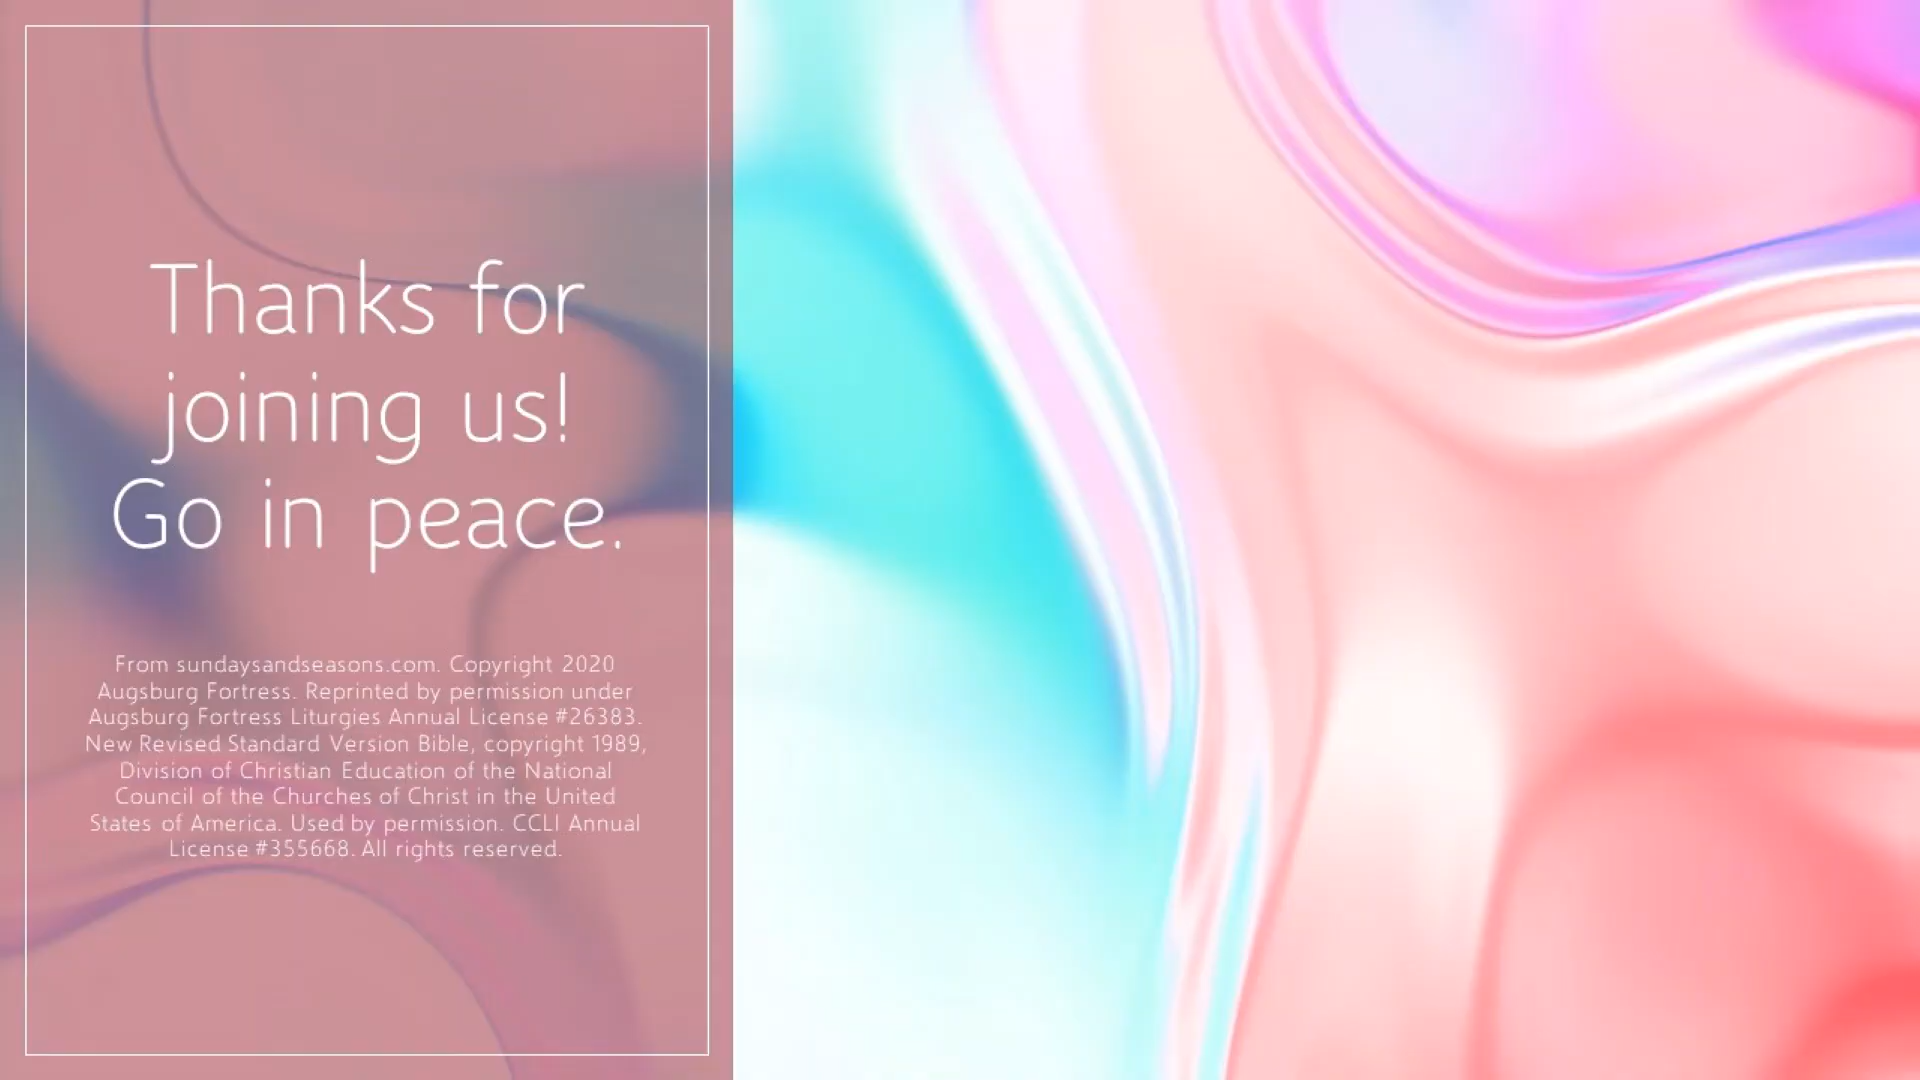 Thanks for
joining us!
Go in peace.
From sundaysandseasons.com. Copyright 2020
Augsburg Fortress. Reprinted by permission under
Augsburg Fortress Liturgies Annual License #26383.
New Revised Standard Version Bible, copyright 1989,
Division of Christian Education of the National
Council of the Churches of Christ in the United
States of America. Used by permission. CCLI Annual
License #355668. All rights reserved.